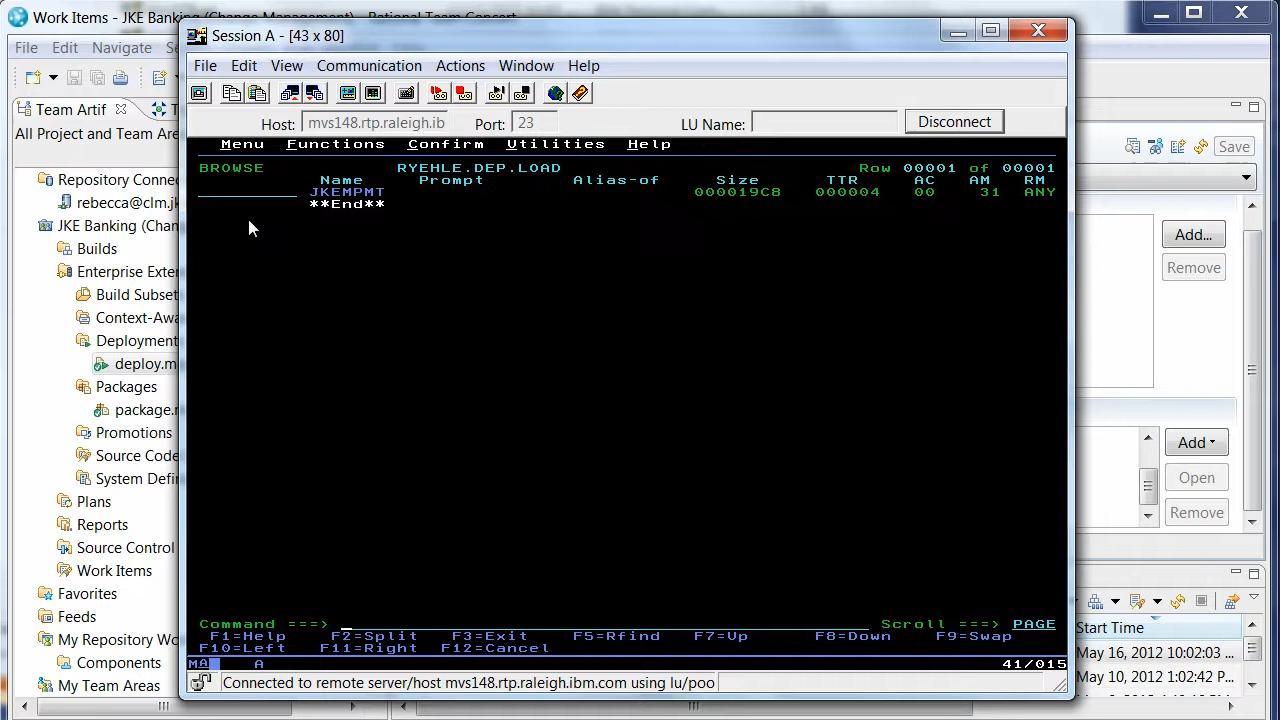 Work Items - JKE Banking (Change Management) - Rational Team Concert
File Edit Navigate
Team Artif
All Project and Team Are
Repository Connec
rebecca@clm.jk
JKE Banking (Chan
Builds
Enterprise Exter
Build Subset
Context-Awa
Deployment
deploy.m
Packages
package.r
Promotions
Source Code
System Defin
Plans
Reports
Source Control
Work Items
Favorites
Feeds
My Repository Wo
Components
My Team Areas
Session A - [43 x 80]
File Edit View Communication Actions Window Help
Host: mvs148.rtp.raleigh.ib Port: 23 LU Name: Disconnect
Menu Functions Confirm Utilities Help
BROWSE RYEHLE.DEP.LOAD Row 00001 of 00001
Name Prompt Alias-of Size TTR AC AM RM
JKEMPMT 000019C8 000004 00 31 ANY
**End**
Command ===> Scroll ===> PAGE
F1=Help F2=Split F3=Exit F5=Rfind F7=Up F8=Down F9=Swap
F10=Left F11=Right F12=Cancel
MA A 41/015
Connected to remote server/host mvs148.rtp.raleigh.ibm.com using lu/poo
Save
Add...
Remove
Add
Open
Remove
Start Time
May 16, 2012 10:02:03 ...
May 10, 2012 1:02:42 P...